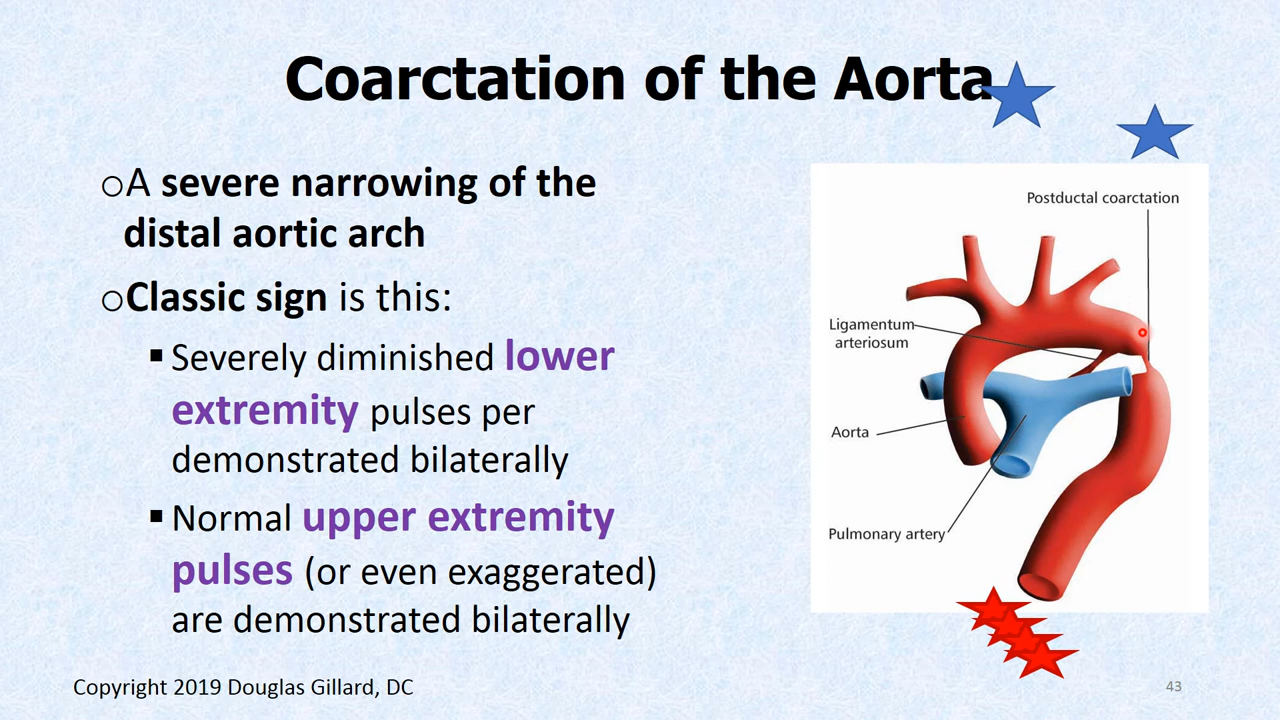 Coarctation of the Aorta
oA severe narrowing of the
distal aortic arch
oClassic sign is this:
▪ Severely diminished lower
extremity pulses per
demonstrated bilaterally
▪ Normal upper extremity
pulses (or even exaggerated)
are demonstrated bilaterally
Postductal coarctation
Ligamentum
arteriosum
Aorta
Pulmonary artery
Copyright 2019 Douglas Gillard, DC
43